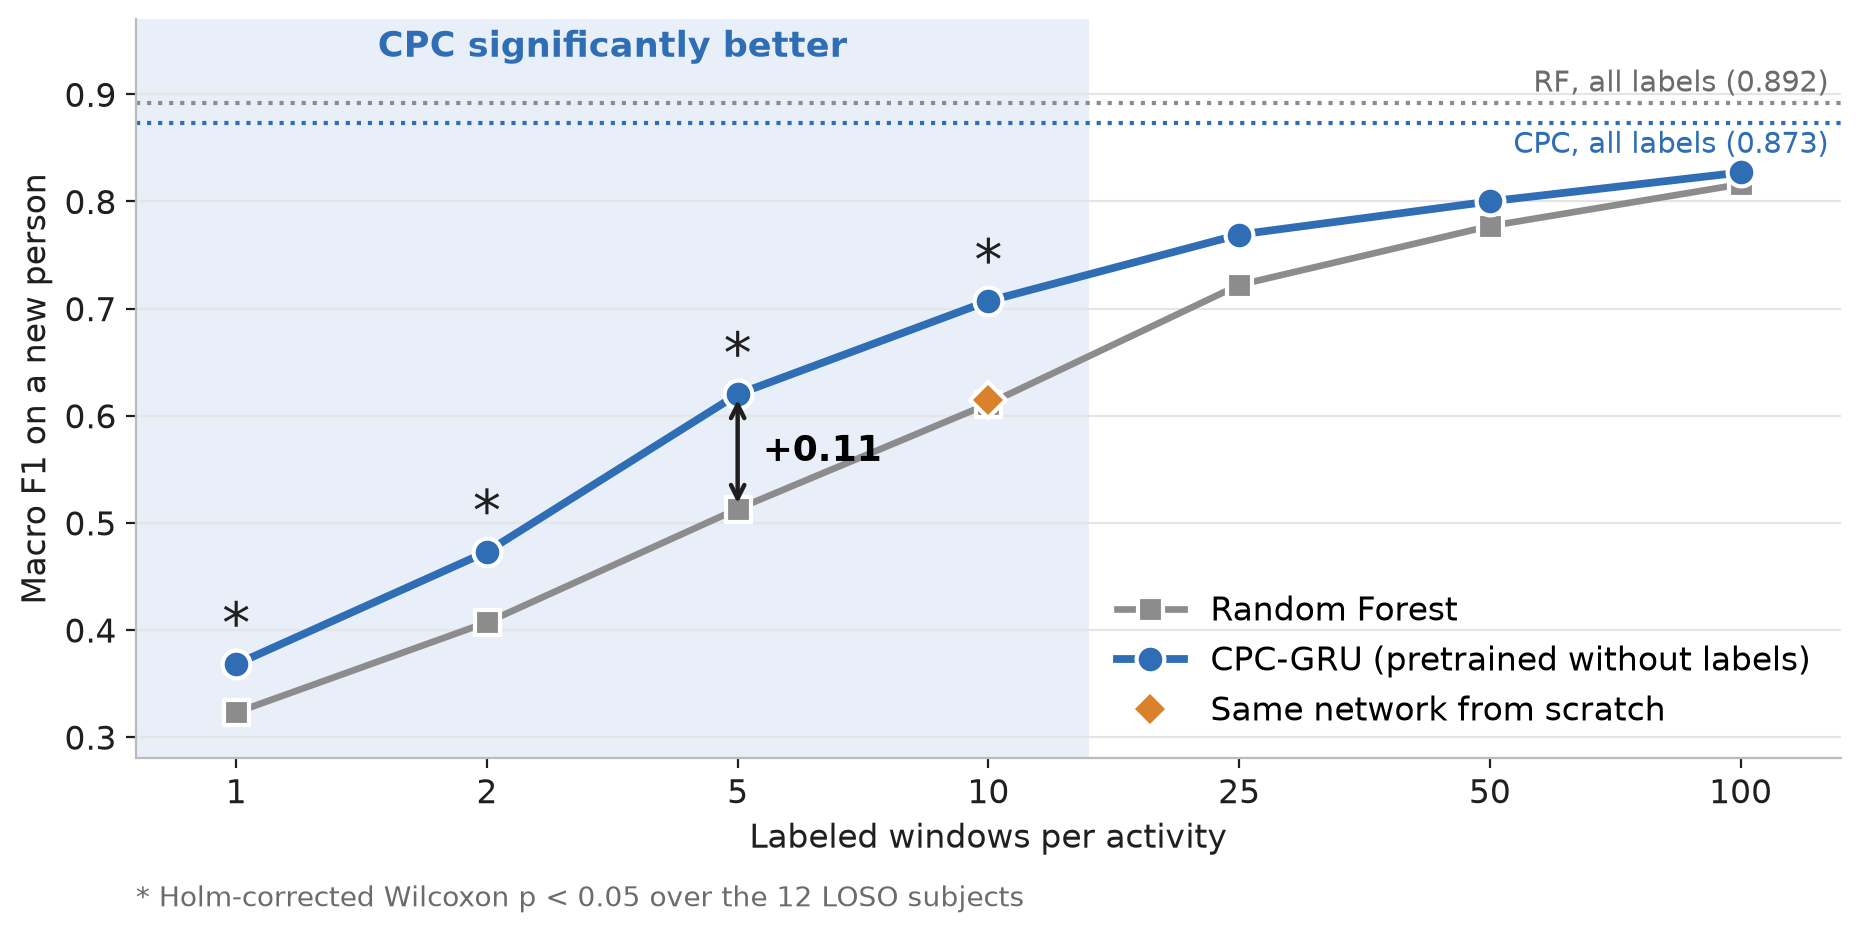 CPC significantly better
RF, all labels (0.892)
CPC, all labels (0.873)
0.9
0.8
0.7
0.6
0.5
0.4
0.3
Macro F1 on a new person
*
*
*
*
+0.11
Random Forest
CPC-GRU (pretrained without labels)
Same network from scratch
1 2 5 10 25 50 100
Labeled windows per activity
* Holm-corrected Wilcoxon p < 0.05 over the 12 LOSO subjects